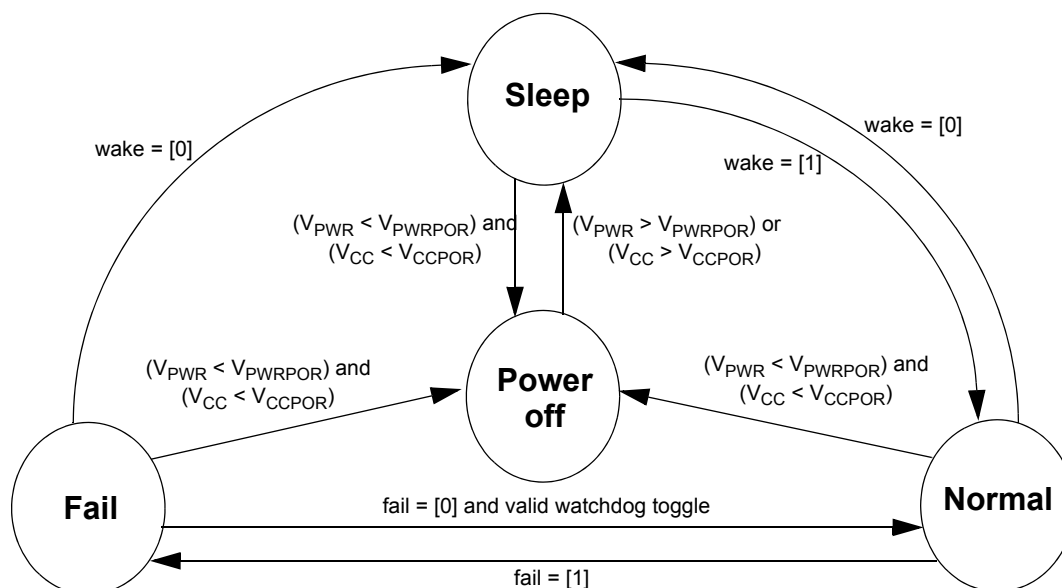 Sleep
wake = [0]
wake = [0]
wake = [1]
(VPWR < VPWRPOR) and
(VCC < VCCPOR)
(VPWR > VPWRPOR) or
(VCC > VCCPOR)
(VPWR < VPWRPOR) and
(VCC < VCCPOR)
Power
off
(VPWR < VPWRPOR) and
(VCC < VCCPOR)
Fail
fail = [0] and valid watchdog toggle
Normal
fail = [1]